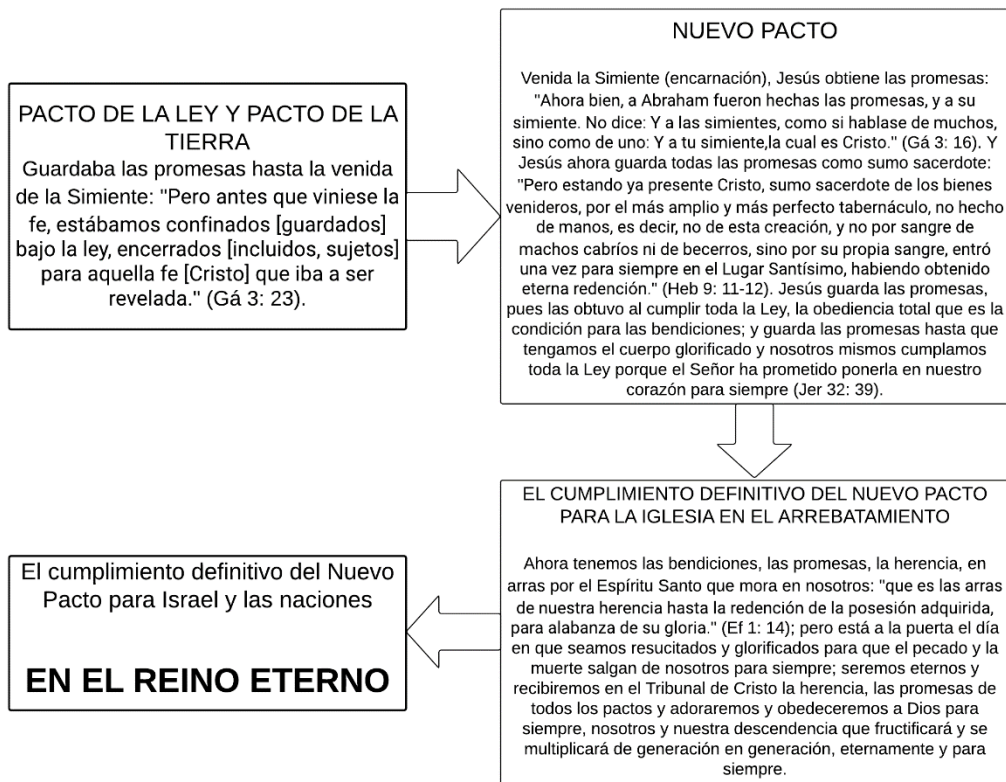 PACTO DE LA LEY Y PACTO DE LA
TIERRA
Guardaba las promesas hasta la venida
de la Simiente: "Pero antes que viniese la
fe, estábamos confinados [guardados]
bajo la ley, encerrados [incluidos, sujetos]
para aquella fe [Cristo] que iba a ser
revelada." (Gá 3: 23).
NUEVO PACTO
Venida la Simiente (encarnación), Jesús obtiene las promesas:
"Ahora bien, a Abraham fueron hechas las promesas, y a su
simiente. No dice: Y a las simientes, como si hablase de muchos,
sino como de uno: Y a tu simiente,la cual es Cristo." (Gá 3: 16). Y
Jesús ahora guarda todas las promesas como sumo sacerdote:
"Pero estando ya presente Cristo, sumo sacerdote de los bienes
venideros, por el más amplio y más perfecto tabernáculo, no hecho
de manos, es decir, no de esta creación, y no por sangre de
machos cabríos ni de becerros, sino por su propia sangre, entró
una vez para siempre en el Lugar Santísimo, habiendo obtenido
eterna redención." (Heb 9: 11-12). Jesús guarda las promesas,
pues las obtuvo al cumplir toda la Ley, la obediencia total que es la
condición para las bendiciones; y guarda las promesas hasta que
tengamos el cuerpo glorificado y nosotros mismos cumplamos
toda la Ley porque el Señor ha prometido ponerla en nuestro
corazón para siempre (Jer 32: 39).
EL CUMPLIMIENTO DEFINITIVO DEL NUEVO PACTO
PARA LA IGLESIA EN EL ARREBATAMIENTO
Ahora tenemos las bendiciones, las promesas, la herencia, en
arras por el Espíritu Santo que mora en nosotros: "que es las arras
de nuestra herencia hasta la redención de la posesión adquirida,
para alabanza de su gloria." (Ef 1: 14); pero está a la puerta el día
en que seamos resucitados y glorificados para que el pecado y la
muerte salgan de nosotros para siempre; seremos eternos y
recibiremos en el Tribunal de Cristo la herencia, las promesas de
todos los pactos y adoraremos y obedeceremos a Dios para
siempre, nosotros y nuestra descendencia que fructificará y se
multiplicará de generación en generación, eternamente y para
siempre.
El cumplimiento definitivo del Nuevo
Pacto para Israel y las naciones
EN EL REINO ETERNO